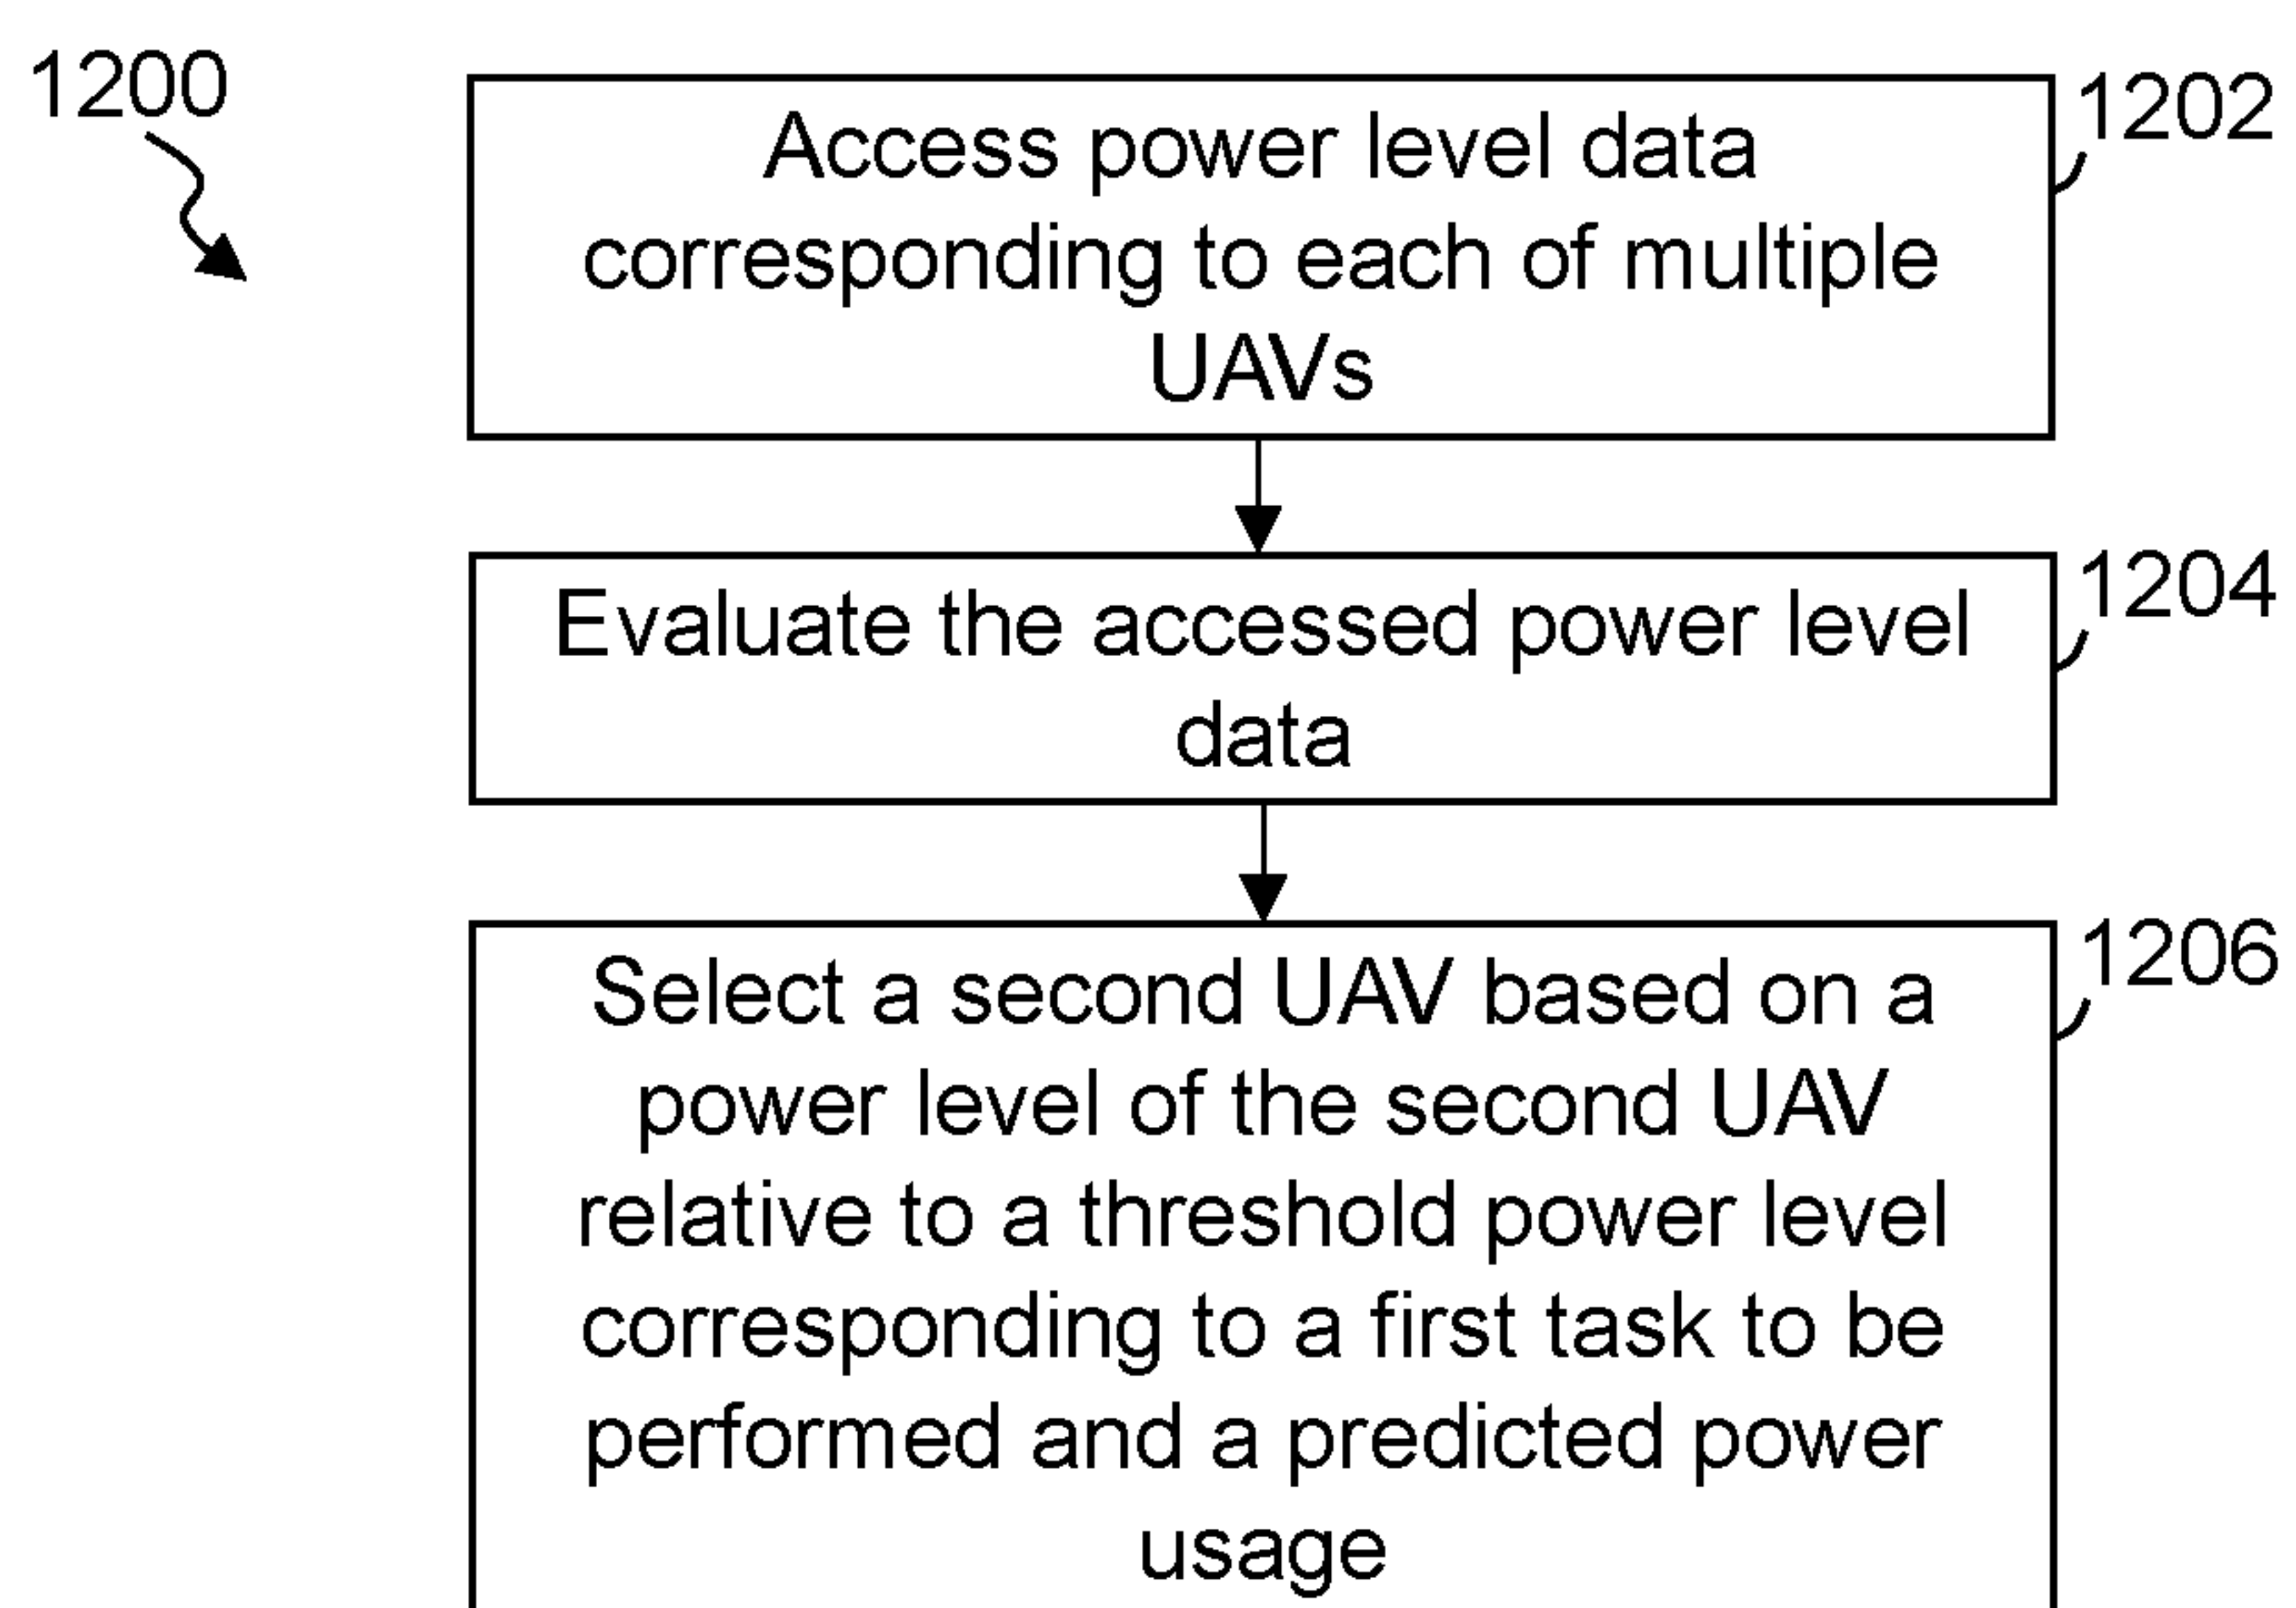 1200
1202
Access power level data
corresponding to each of multiple
UAVs
1204
Evaluate the accessed power level
data
1206
Select a second UAV based on a
power level of the second UAV
relative to a threshold power level
corresponding to a first task to be
performed and a predicted power
usage